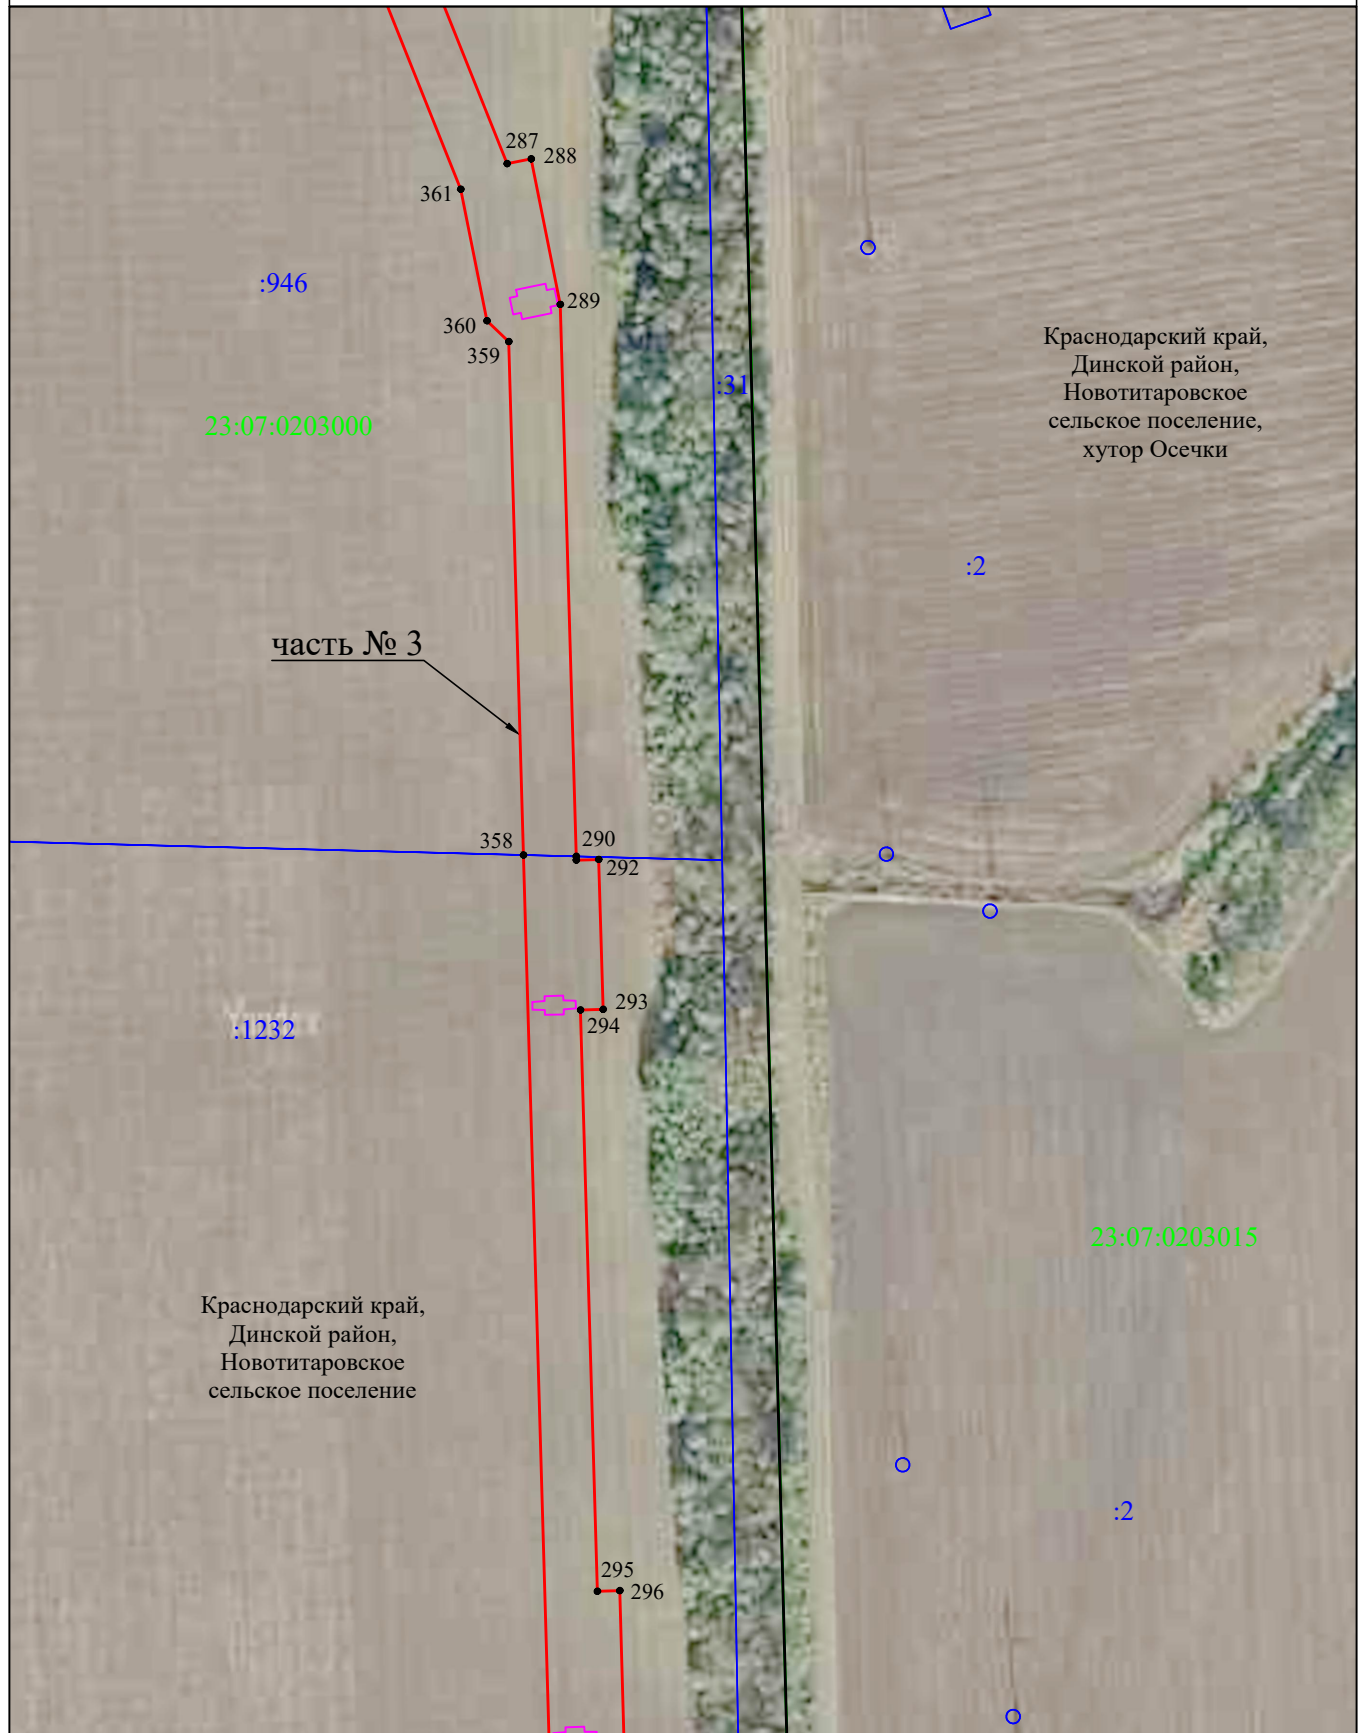 287
288
361
:946
289
360
359
Краснодарский край,
Динской район,
Новотитаровское
сельское поселение,
хутор Осечки
:31
23:07:0203000
:2
часть № 3
358
290
292
293
294
:1232
23:07:0203015
Краснодарский край,
Динской район,
Новотитаровское
сельское поселение
:2
295
296